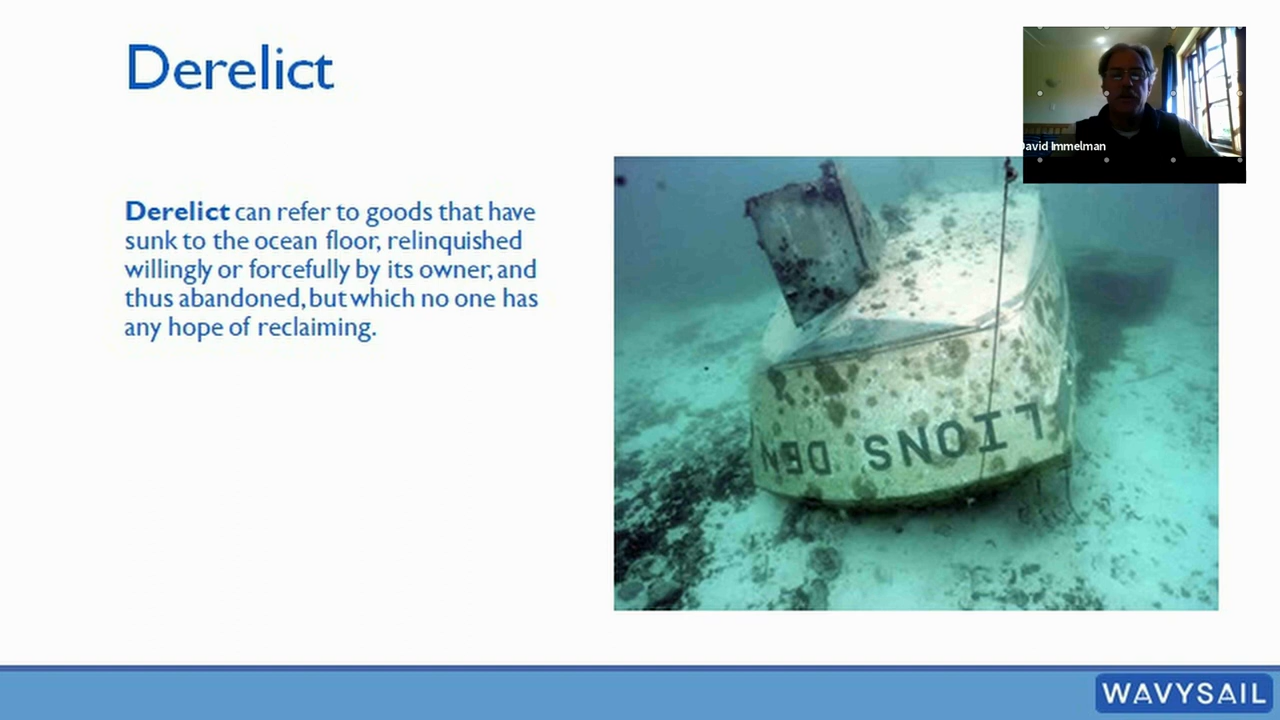 Derelict
David Immelman
Derelict can refer to goods that have
sunk to the ocean floor, relinquished
willingly or forcefully by its owner, and
thus abandoned, but which no one has
any hope of reclaiming.
LIONS DEN
WAVYSAIL